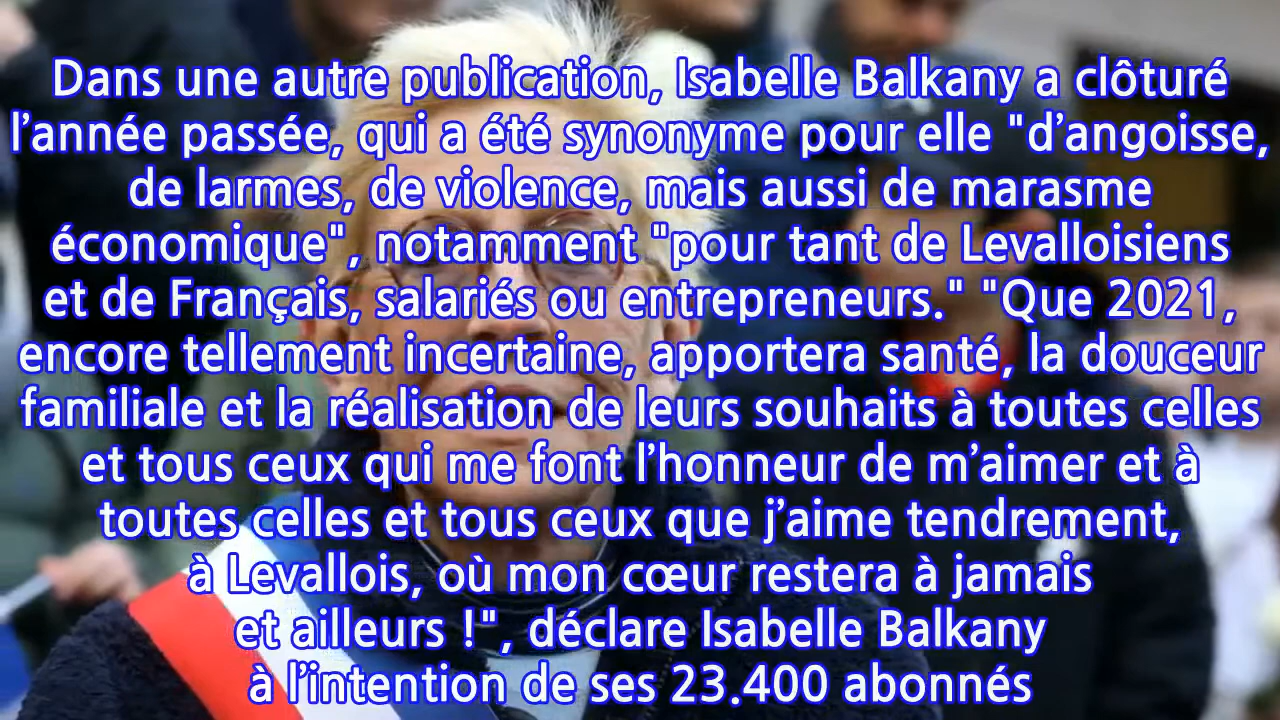 Dans une autre publication, Isabelle Balkany a clôturé
l’année passée, qui a été synonyme pour elle "d’angoisse,
de larmes, de violence, mais aussi de marasme
économique", notamment "pour tant de Levalloisiens
et de Français, salariés ou entrepreneurs." "Que 2021,
encore tellement incertaine, apportera santé, la douceur
familiale et la réalisation de leurs souhaits à toutes celles
et tous ceux qui me font l’honneur de m’aimer et à
toutes celles et tous ceux que j’aime tendrement,
à Levallois, où mon cœur restera à jamais
et ailleurs !", déclare Isabelle Balkany
à l’intention de ses 23.400 abonnés